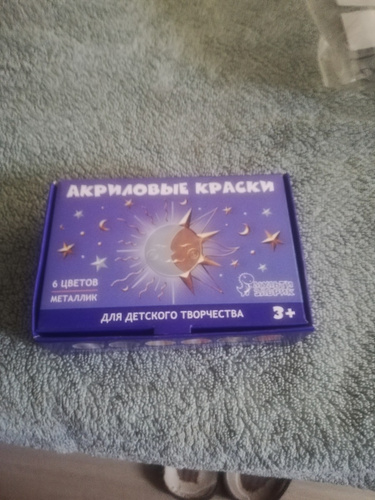 АКРИЛОВЫЕ КРАСКИ
6 ЦВЕТОВ
МЕТАЛЛИК
ДЛЯ ДЕТСКОГО ТВОРЧЕСТВА
3+